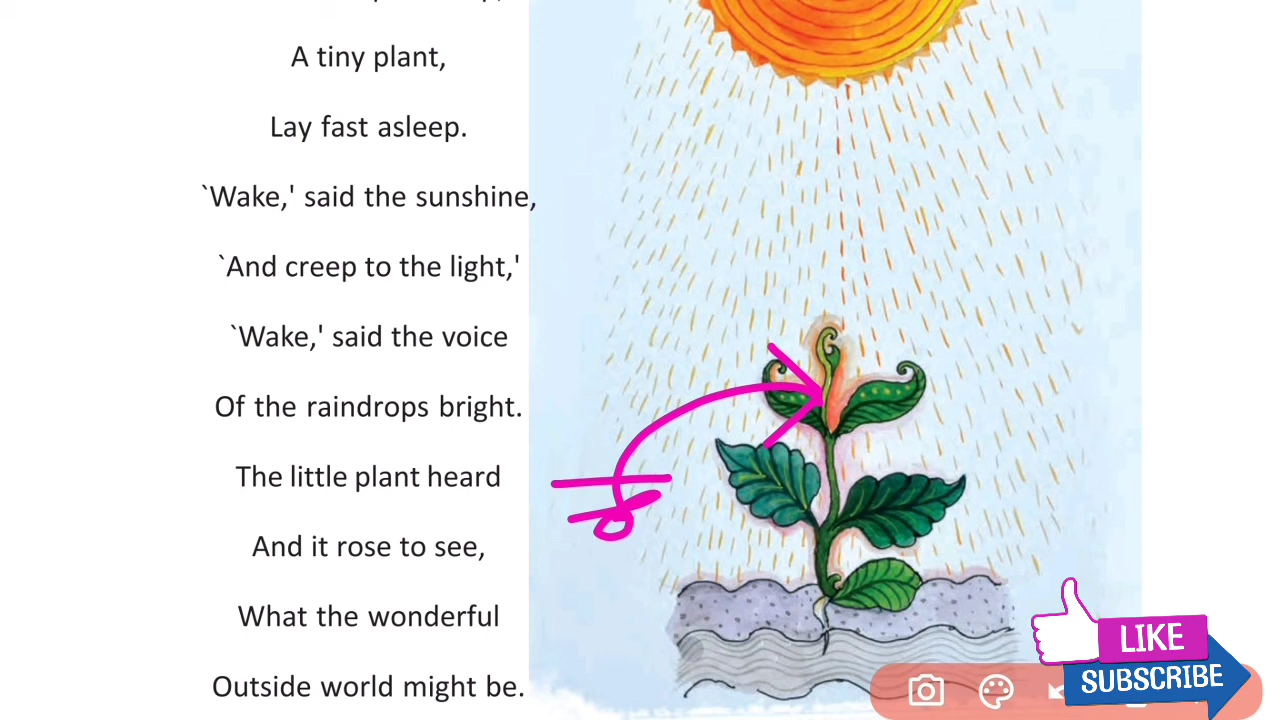 A tiny plant,
Lay fast asleep.
`Wake,' said the sunshine,
`And creep to the light,'
`Wake,' said the voice
Of the raindrops bright.
The little plant heard
And it rose to see,
What the wonderful
Outside world might be.
LIKE
SUBSCRIBE